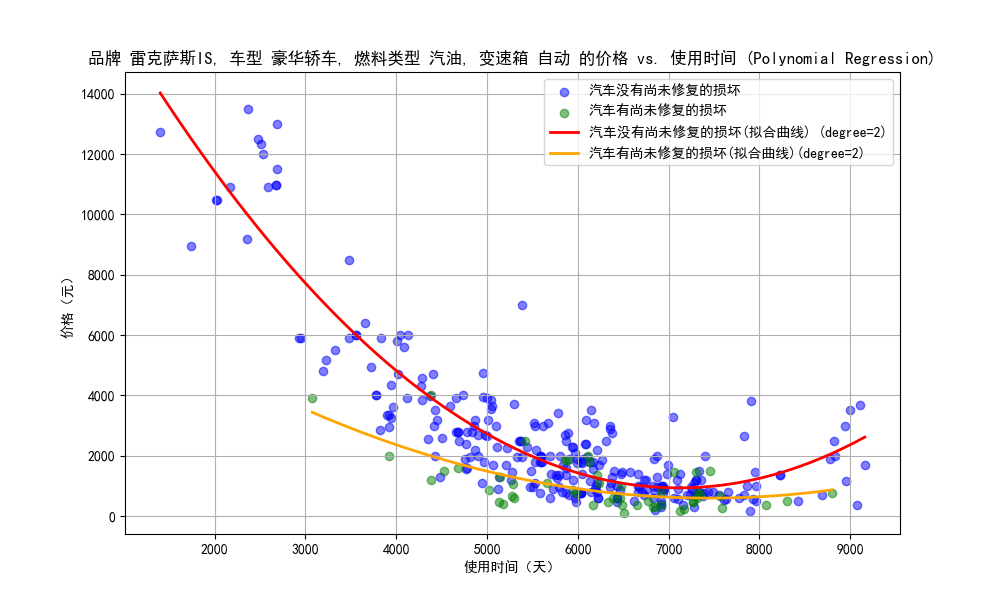 品牌 雷克萨斯IS, 车型 豪华轿车, 燃料类型 汽油, 变速箱 自动 的价格 vs. 使用时间 (Polynomial Regression)
汽车没有尚未修复的损坏
汽车有尚未修复的损坏
汽车没有尚未修复的损坏(拟合曲线) (degree=2)
汽车有尚未修复的损坏(拟合曲线)(degree=2)
价格（元）
14000
12000
10000
8000
6000
4000
2000
0
2000 3000 4000 5000 6000 7000 8000 9000
使用时间（天）